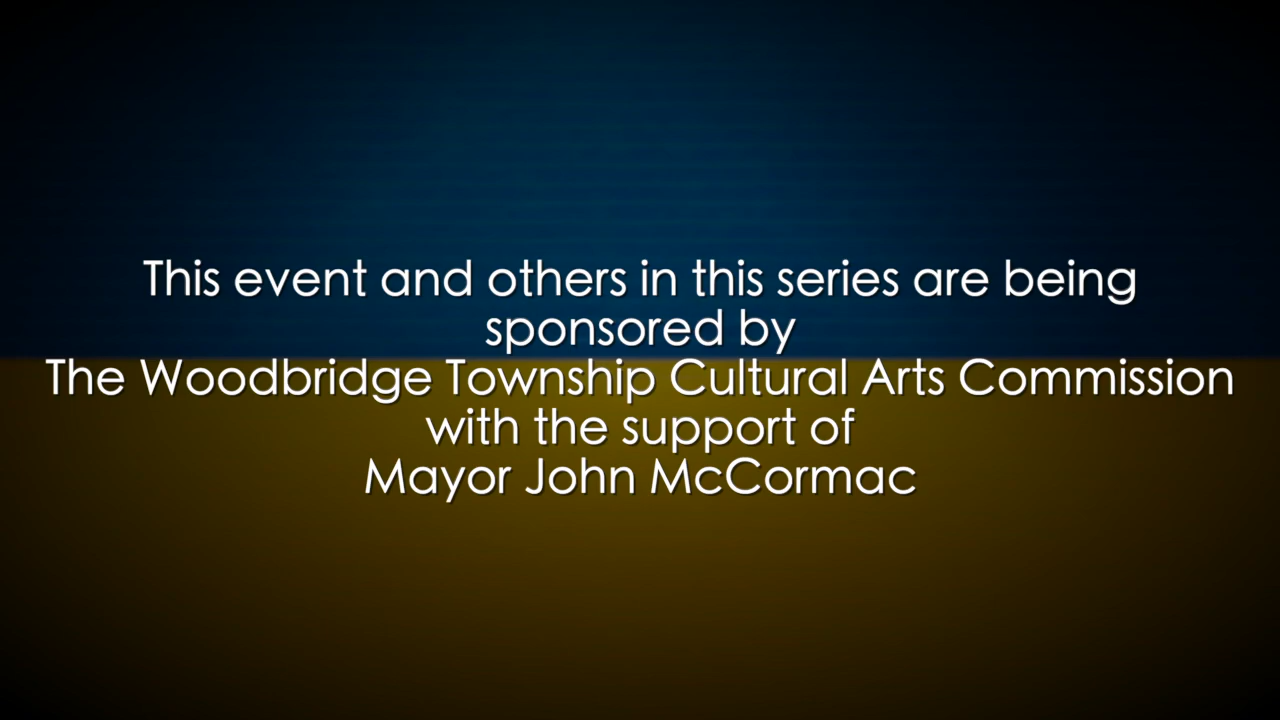 This event and others in this series are being
sponsored by
The Woodbridge Township Cultural Arts Commission
with the support of
Mayor John McCormac